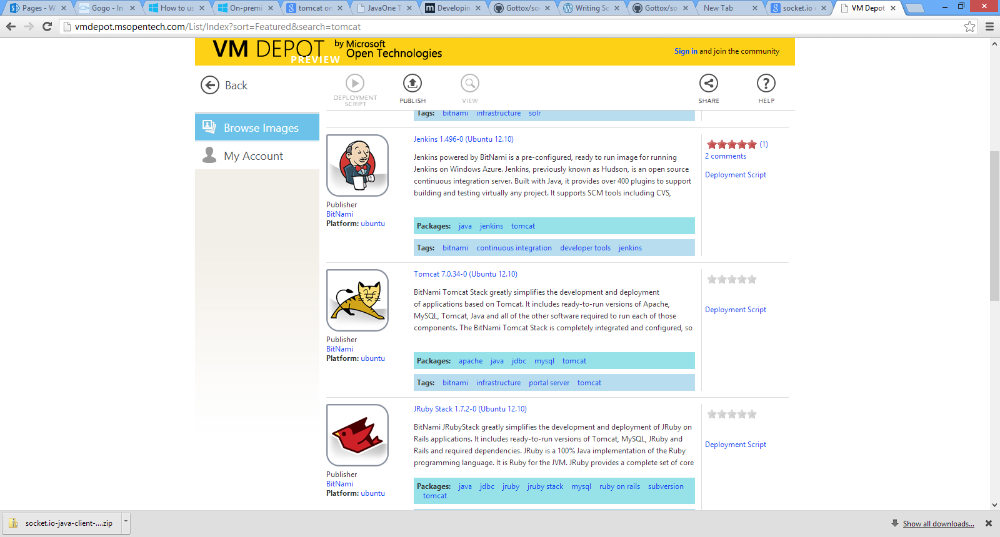 Pages - W
Gogo - In
How to us
On-premi
tomcat on
JavaOne T
Developin
Gottox/so
Writing So
Gottox/so
New Tab
socket.io
VM Depot
vmdepot.msopentech.com/List/Index?sort=Featured&search=tomcat
VM DEPOT by Microsoft
PREVIEW Open Technologies
Sign in and join the community
Back
DEPLOYMENT SCRIPT
PUBLISH
VIEW
SHARE
HELP
Browse Images
My Account
Tags: bitnami infrastructure solr
Jenkins 1.496-0 (Ubuntu 12.10)
Jenkins powered by BitNami is a pre-configured, ready to run image for running
Jenkins on Windows Azure. Jenkins, previously known as Hudson, is an open source
continuous integration server. Built with Java, it provides over 400 plugins to support
building and testing virtually any project. It supports SCM tools including CVS,
(1)
2 comments
Deployment Script
Publisher
BitNami
Platform: ubuntu
Packages: java jenkins tomcat
Tags: bitnami continuous integration developer tools jenkins
Tomcat 7.0.34-0 (Ubuntu 12.10)
BitNami Tomcat Stack greatly simplifies the development and deployment
of applications based on Tomcat. It includes ready-to-run versions of Apache,
MySQL, Tomcat, Java and all of the other software required to run each of those
components. The BitNami Tomcat Stack is completely integrated and configured, so
Deployment Script
Publisher
BitNami
Platform: ubuntu
Packages: apache java jdbc mysql tomcat
Tags: bitnami infrastructure portal server tomcat
JRuby Stack 1.7.2-0 (Ubuntu 12.10)
BitNami JRubyStack greatly simplifies the development and deployment of JRuby on
Rails applications. It includes ready-to-run versions of Tomcat, MySQL, JRuby and
Rails and required dependencies. JRuby is a 100% Java implementation of the Ruby
programming language. It is Ruby for the JVM. JRuby provides a complete set of core
Deployment Script
Publisher
BitNami
Platform: ubuntu
Packages: java jdbc jruby jruby stack mysql ruby on rails subversion
tomcat
socket.io-java-client-....zip
Show all downloads...